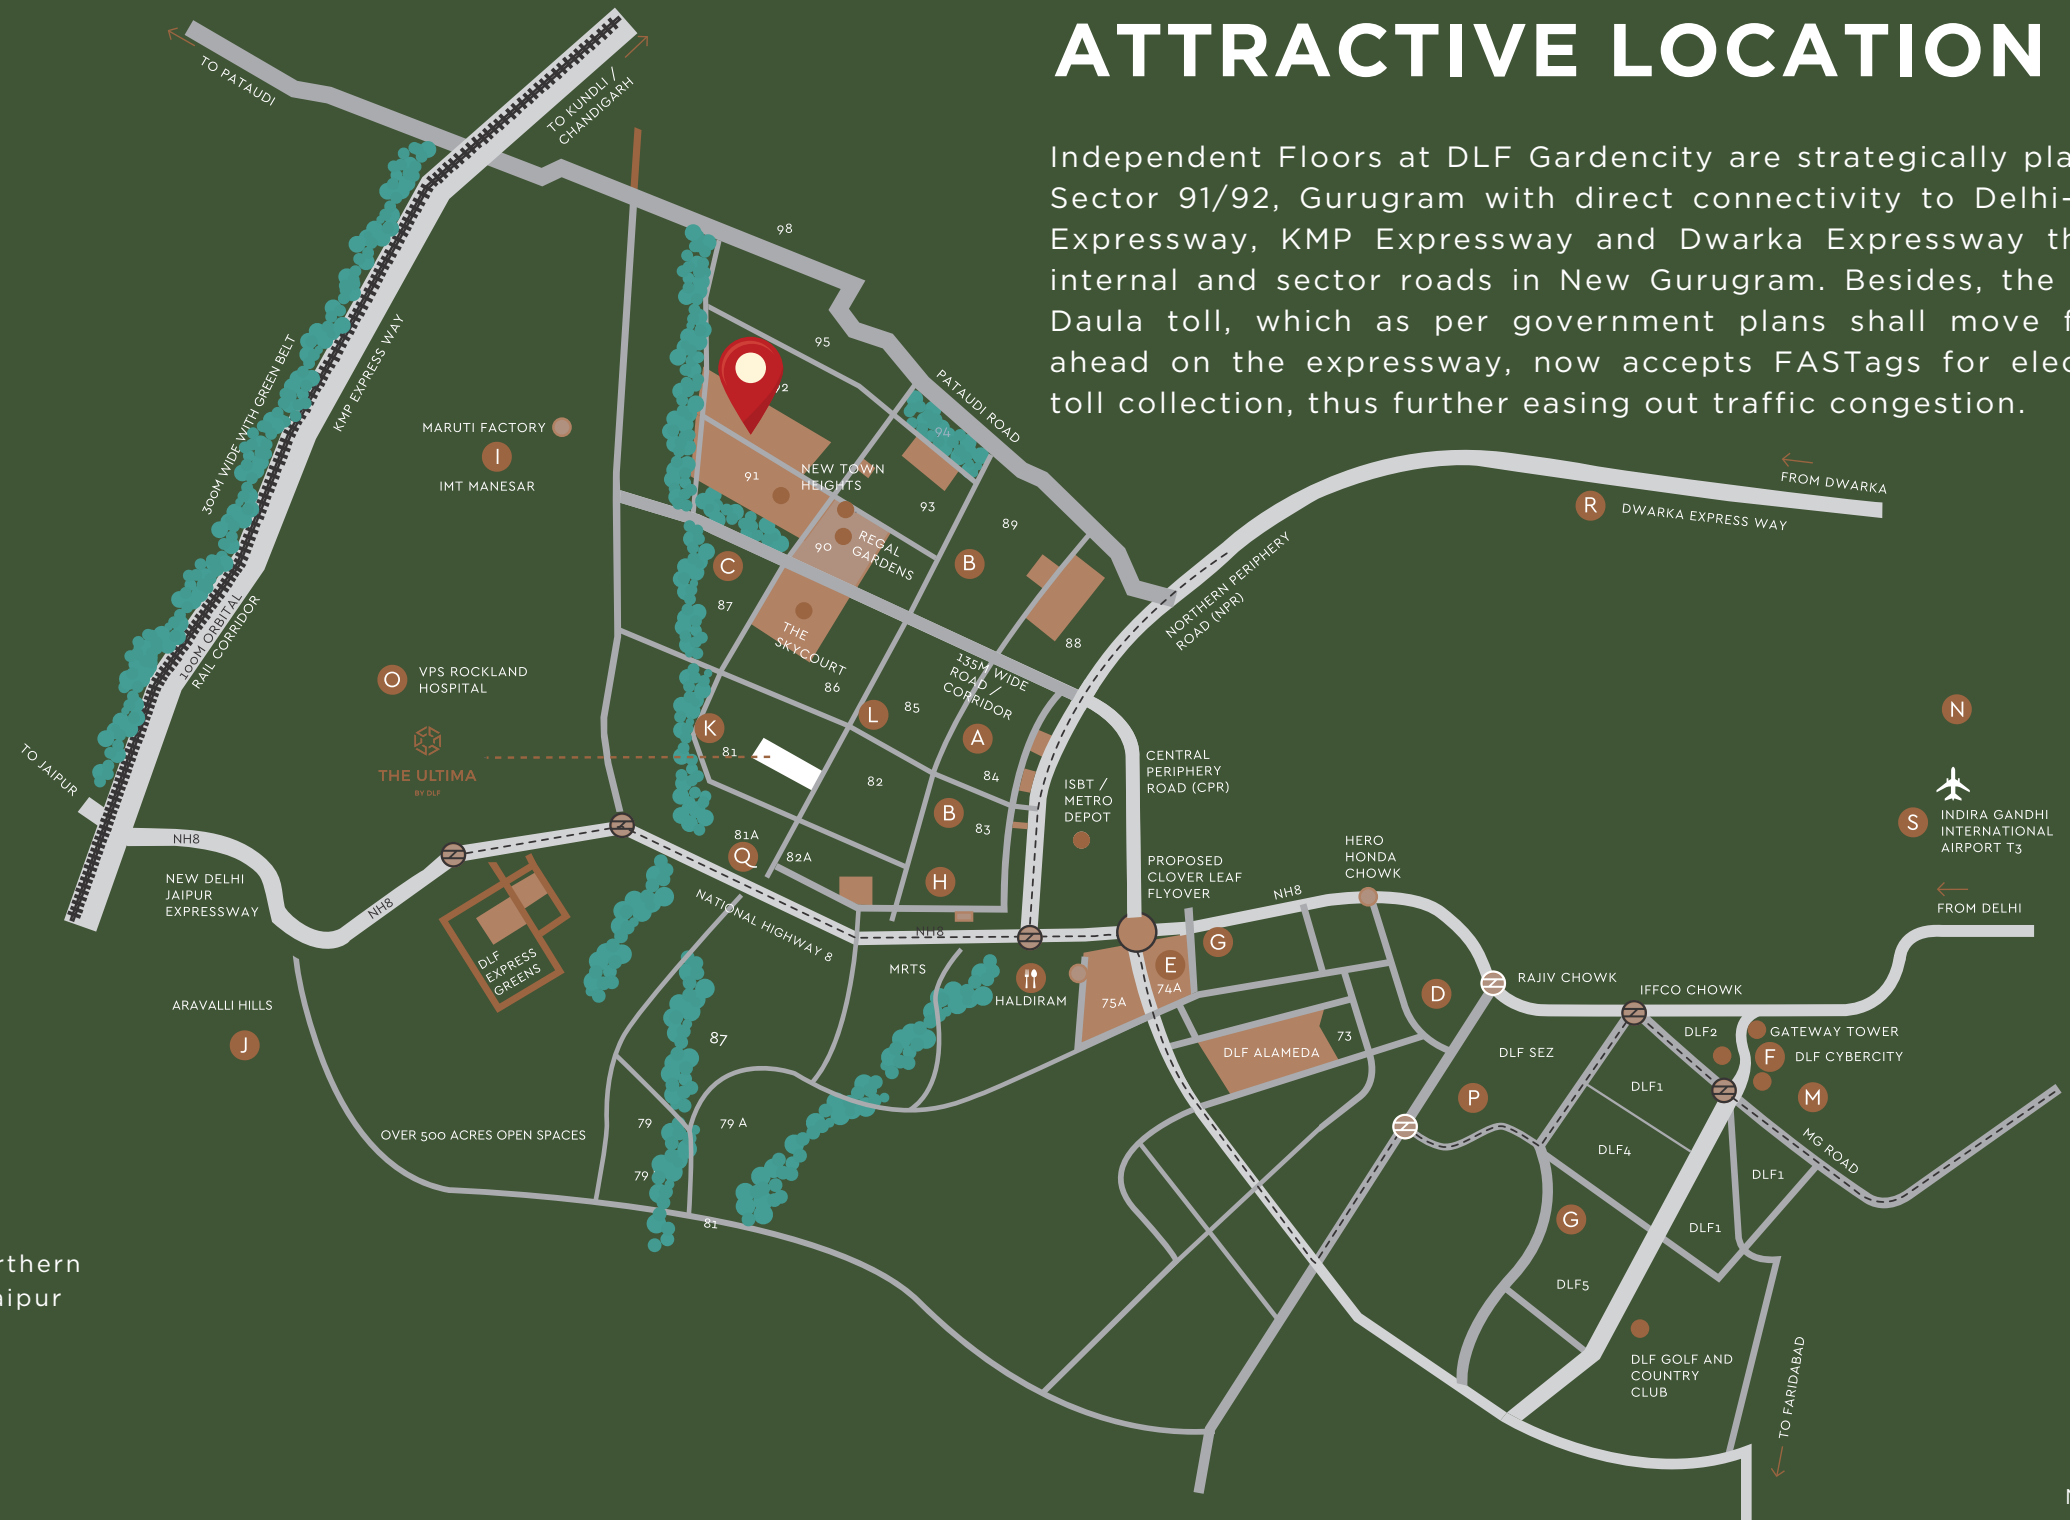 ATTRACTIVE LOCATION
Independent Floors at DLF Gardencity are strategically
Sector 91/92, Gurugram with direct connectivity to Delhi-
Expressway, KMP Expressway and Dwarka Expressway
internal and sector roads in New Gurugram. Besides, the
Daula toll, which as per government plans shall move
ahead on the expressway, now accepts FASTags for
toll collection, thus further easing out traffic congestion.
TO PATAUDI
TO KUNDLI /
CHANDIGARH
98
95
PATAUDI ROAD
94
300M WIDE WITH GREEN BELT
KMP EXPRESS WAY
MARUTI FACTORY
I
IMT MANESAR
91
NEW TOWN
HEIGHTS
93
89
FROM DWARKA
R
DWARKA EXPRESS WAY
90
REGAL
GARDENS
B
C
87
NORTHERN PERIPHERY
ROAD (NPR)
100M ORBITAL
RAIL CORRIDOR
THE
SKYCOURT
88
O
VPS ROCKLAND
HOSPITAL
135M WIDE
ROAD /
CORRIDOR
86
85
L
K
A
N
THE ULTIMA
BY DLF
81
82
84
CENTRAL
PERIPHERY
ROAD (CPR)
ISBT /
METRO
DEPOT
TO JAIPUR
B
83
S
INDIRA GANDHI
INTERNATIONAL
AIRPORT T3
NH8
81A
Q
82A
H
HERO
HONDA
CHOWK
PROPOSED
CLOVER LEAF
FLYOVER
NH8
FROM DELHI
NEW DELHI
JAIPUR
EXPRESSWAY
NH8
NATIONAL HIGHWAY 8
NH8
G
DLF
EXPRESS
GREENS
MRTS
HALDIRAM
E
74A
75A
D
RAJIV CHOWK
IFFCO CHOWK
ARAVALLI HILLS
J
87
DLF ALAMEDA
73
DLF SEZ
DLF2
GATEWAY TOWER
F
DLF CYBERCITY
DLF1
P
M
79
79 A
OVER 500 ACRES OPEN SPACES
DLF4
MG ROAD
79
DLF1
81
G
DLF1
DLF5
DLF GOLF AND
COUNTRY
CLUB
TO FARIDABAD